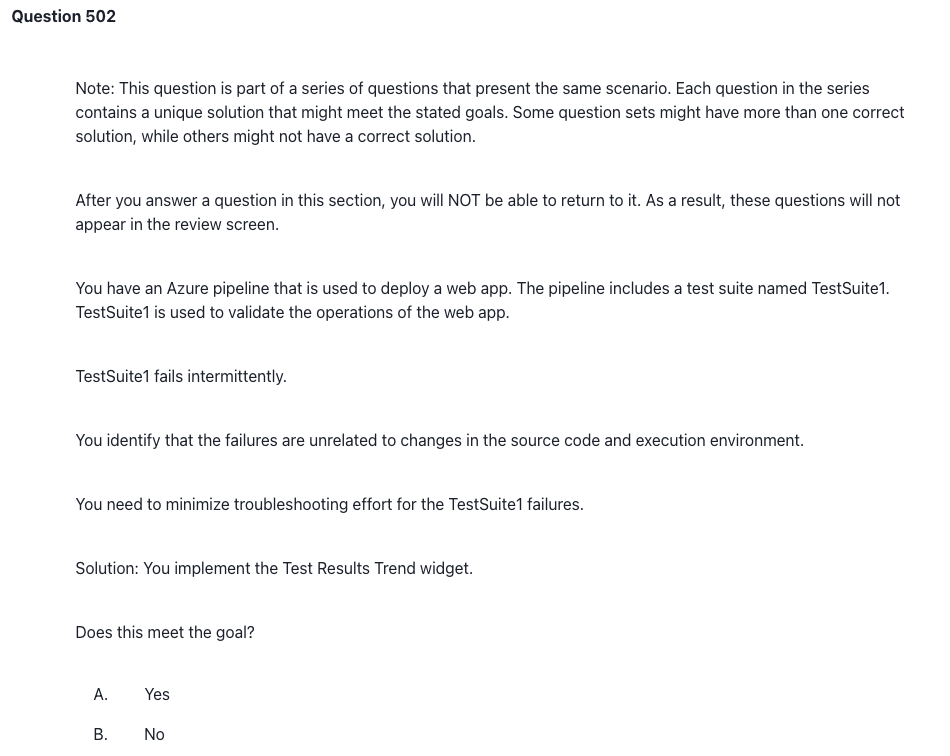 Question 502
Note: This question is part of a series of questions that present the same scenario. Each question in the series
contains a unique solution that might meet the stated goals. Some question sets might have more than one correct
solution, while others might not have a correct solution.
After you answer a question in this section, you will NOT be able to return to it. As a result, these questions will not
appear in the review screen.
You have an Azure pipeline that is used to deploy a web app. The pipeline includes a test suite named TestSuite1.
TestSuite1 is used to validate the operations of the web app.
TestSuite1 fails intermittently.
You identify that the failures are unrelated to changes in the source code and execution environment.
You need to minimize troubleshooting effort for the TestSuite1 failures.
Solution: You implement the Test Results Trend widget.
Does this meet the goal?
A. Yes
B. No